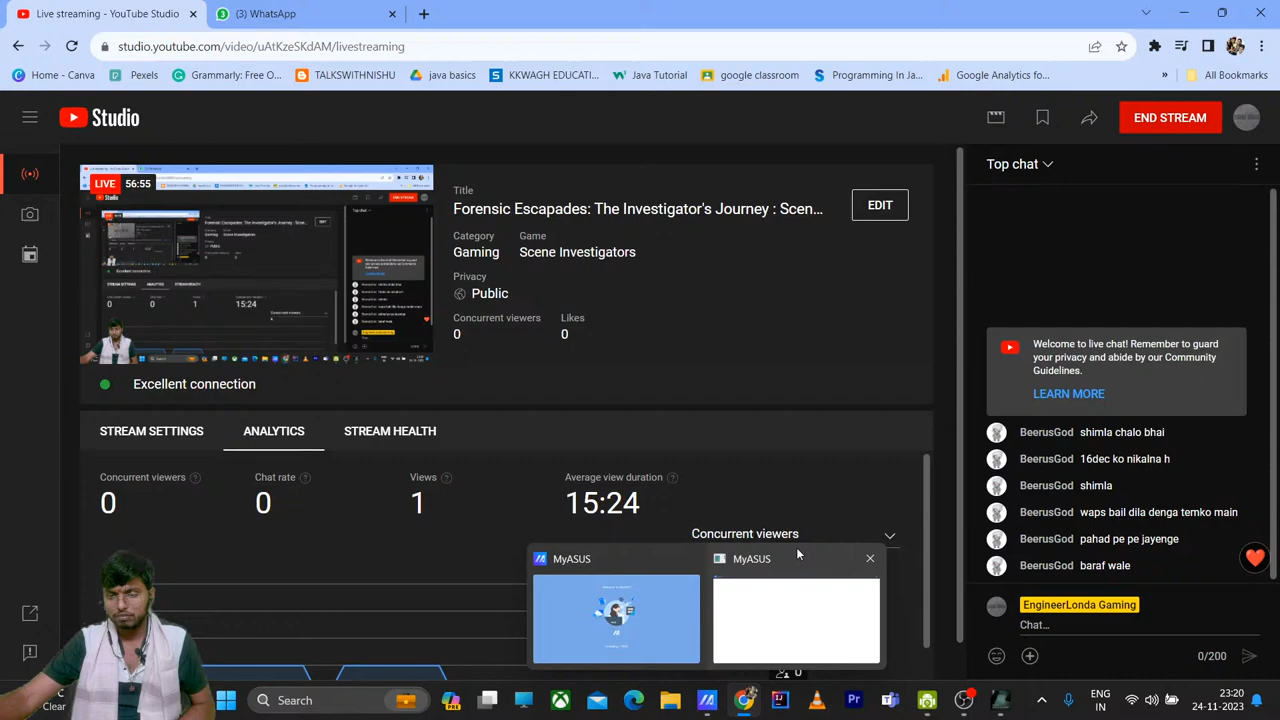 Live streaming - YouTube Studio
(3) WhatsApp
studio.youtube.com/video/uAtKzeSKdAM/livestreaming
Home - Canva
Pexels
Grammarly: Free O...
TALKSWITHNISHU
java basics
KKWAGH EDUCATI...
Java Tutorial
google classroom
Programming In Ja...
Google Analytics fo...
»
All Bookmarks
Studio
END STREAM
LIVE 56:55
Title
Forensic Escapades: The Investigator's Journey : Scen...
EDIT
Category Game
Gaming Scene Investigators
Privacy
Public
Concurrent viewers Likes
0 0
Excellent connection
STREAM SETTINGS ANALYTICS STREAM HEALTH
Concurrent viewers Chat rate Views Average view duration
0 0 1 15:24
Concurrent viewers
MyASUS
MyASUS
0
Top chat
Welcome to live chat! Remember to guard
your privacy and abide by our Community
Guidelines.
LEARN MORE
BeerusGod shimla chalo bhai
BeerusGod 16dec ko nikalna h
BeerusGod shimla
BeerusGod waps bail dila denga temko main
BeerusGod pahad pe pe jayenge
BeerusGod baraf wale
EngineerLonda Gaming
Chat...
0/200
Clear
Search
Pr
ENG
IN
23:20
24-11-2023